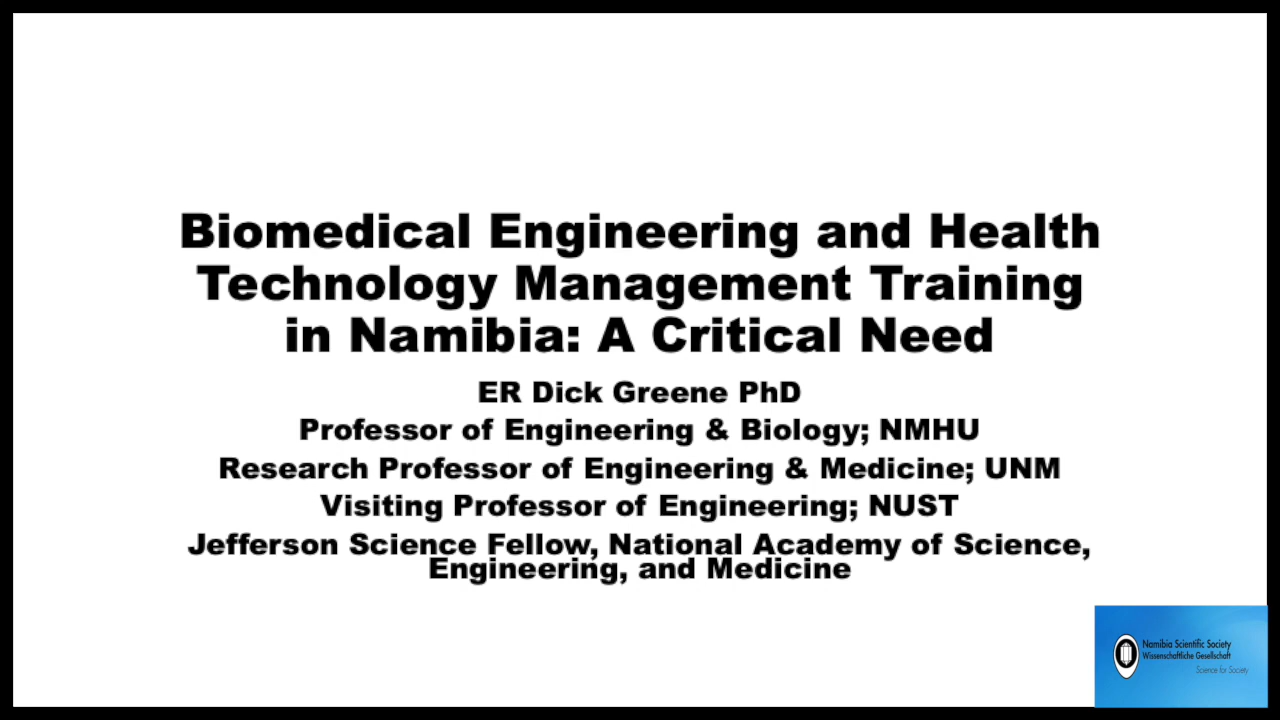 Biomedical Engineering and Health
Technology Management Training
in Namibia: A Critical Need
ER Dick Greene PhD
Professor of Engineering & Biology; NMHU
Research Professor of Engineering & Medicine; UNM
Visiting Professor of Engineering; NUST
Jefferson Science Fellow, National Academy of Science,
Engineering, and Medicine
Namibia Scientific Society
Wissenschaftliche Gesellschaft
Science for Society